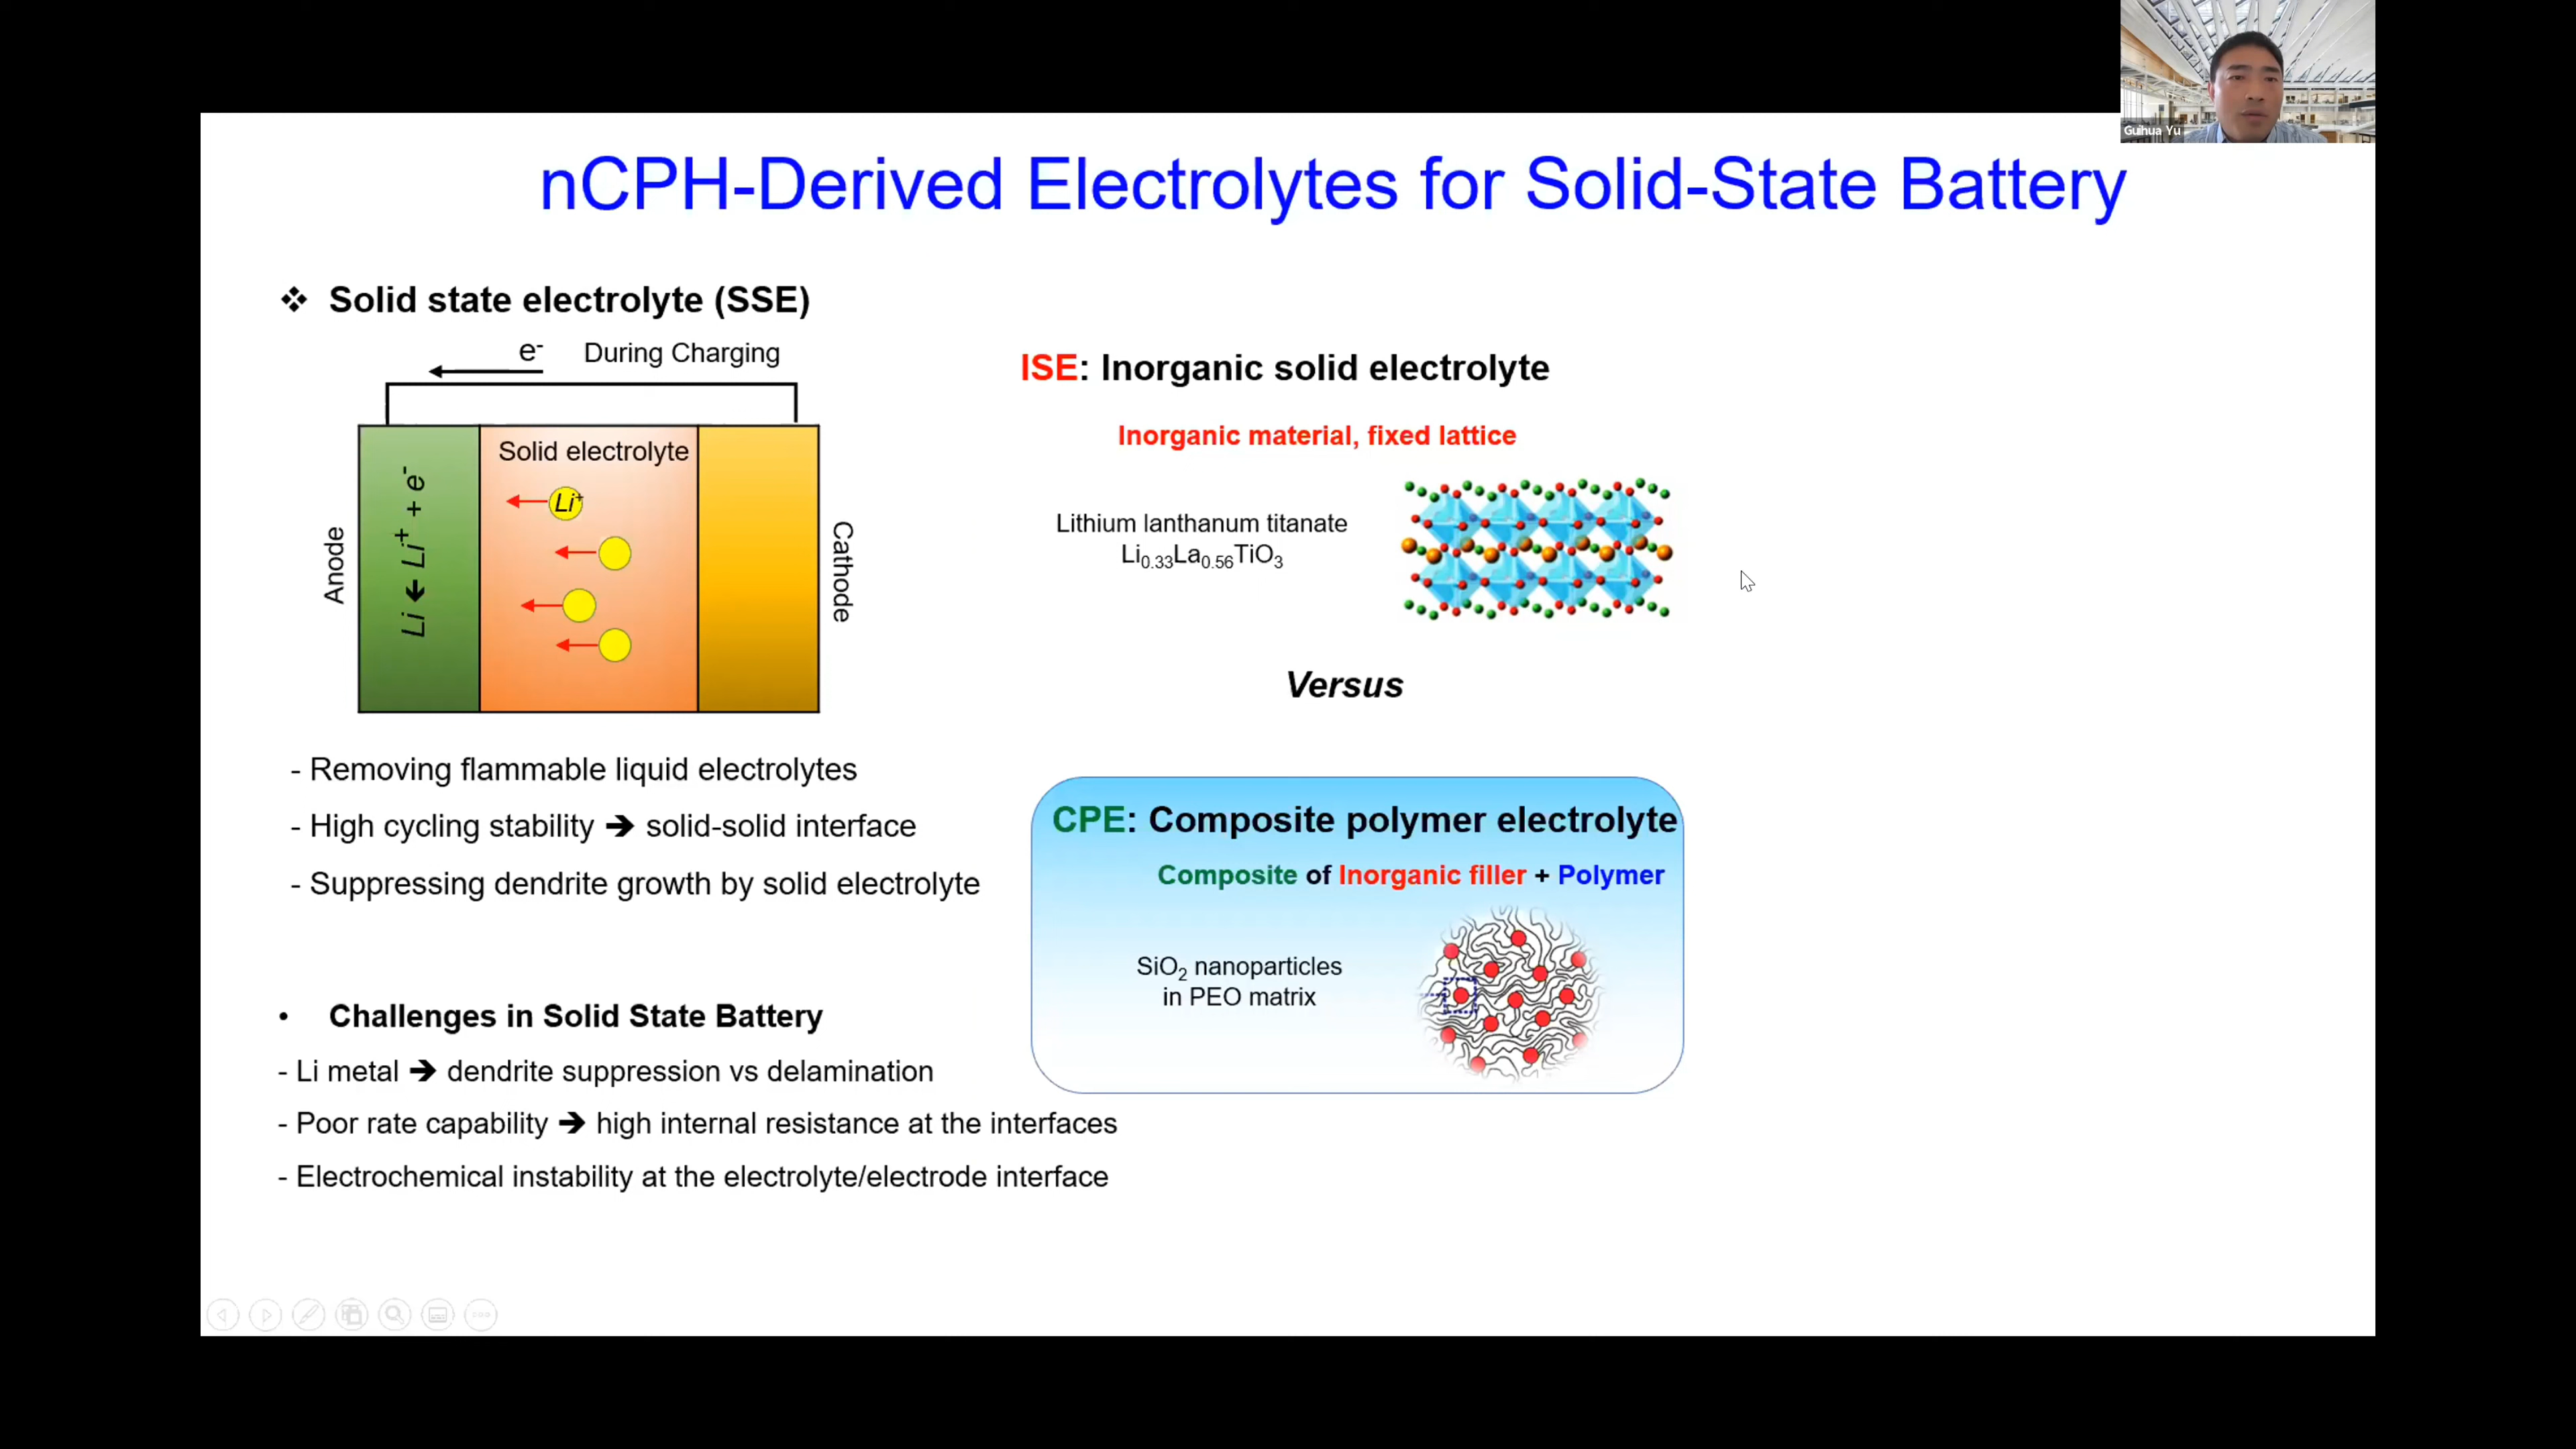 Guihua Yu
nCPH-Derived Electrolytes for Solid-State Battery
❖ Solid state electrolyte (SSE)
e⁻ During Charging
Solid electrolyte
Li⁺
Anode
Li 🡸 Li⁺ + e⁻
Cathode
- Removing flammable liquid electrolytes
- High cycling stability ➔ solid-solid interface
- Suppressing dendrite growth by solid electrolyte
• Challenges in Solid State Battery
- Li metal ➔ dendrite suppression vs delamination
- Poor rate capability ➔ high internal resistance at the interfaces
- Electrochemical instability at the electrolyte/electrode interface
ISE: Inorganic solid electrolyte
Inorganic material, fixed lattice
Lithium lanthanum titanate
Li₀.₃₃La₀.₅₆TiO₃
Versus
CPE: Composite polymer electrolyte
Composite of Inorganic filler + Polymer
SiO₂ nanoparticles
in PEO matrix